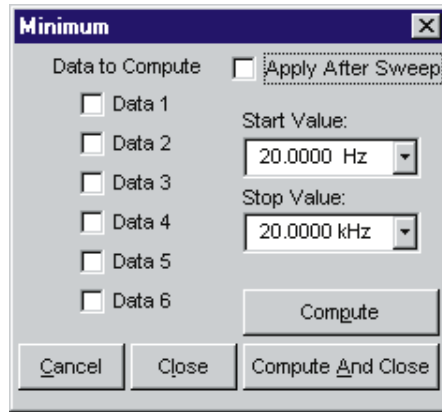 Minimum
Data to Compute
Apply After Sweep
Data 1
Data 2
Data 3
Data 4
Data 5
Data 6
Start Value:
20.0000 Hz
Stop Value:
20.0000 kHz
Compute
Cancel
Close
Compute And Close